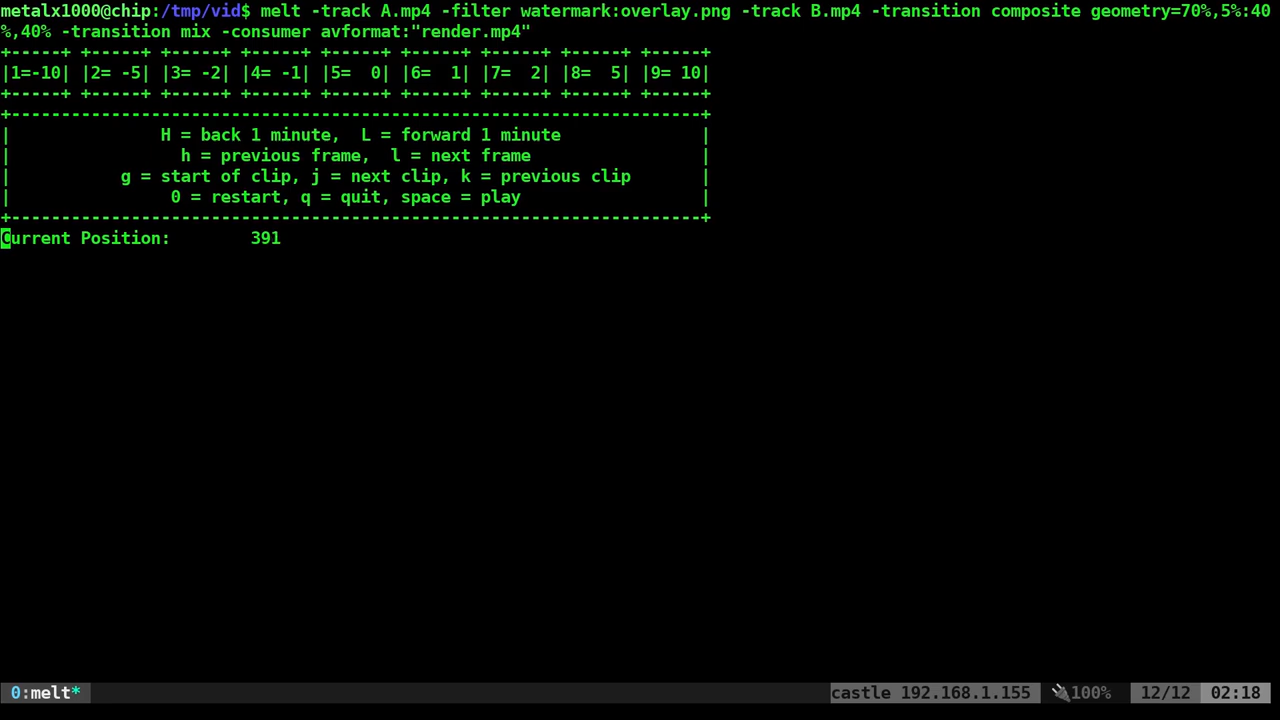 metalx1000@chip:/tmp/vid$ melt -track A.mp4 -filter watermark:overlay.png -track B.mp4 -transition composite geometry=70%,5%:40
%,40% -transition mix -consumer avformat:"render.mp4"
+-----+ +-----+ +-----+ +-----+ +-----+ +-----+ +-----+ +-----+ +-----+
|1=-10| |2= -5| |3= -2| |4= -1| |5=  0| |6=  1| |7=  2| |8=  5| |9= 10|
+-----+ +-----+ +-----+ +-----+ +-----+ +-----+ +-----+ +-----+ +-----+
+---------------------------------------------------------------------+
|               H = back 1 minute,  L = forward 1 minute              |
|                 h = previous frame,  l = next frame                 |
|           g = start of clip, j = next clip, k = previous clip       |
|                0 = restart, q = quit, space = play                  |
+---------------------------------------------------------------------+
Current Position:        391
0:melt* castle 192.168.1.155 🔌100% 12/12 02:18